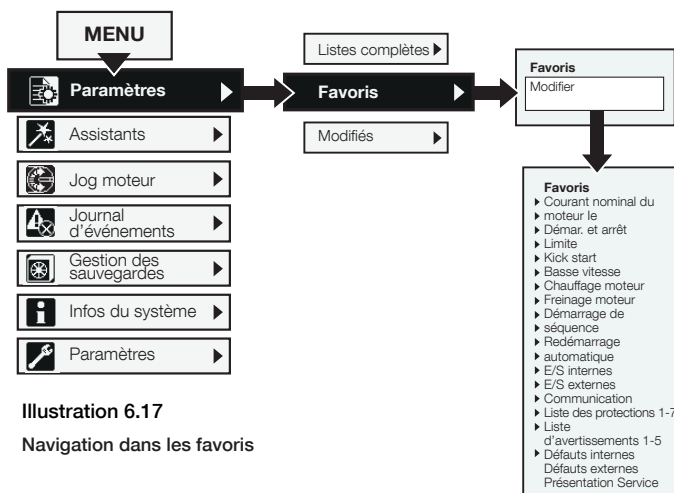 MENU
Paramètres
Assistants
Jog moteur
Journal
d'événements
Gestion des
sauvegardes
Infos du système
Paramètres
Listes complètes
Favoris
Modifiés
Favoris
Modifier
Favoris
Courant nominal du
moteur Ie
Démar. et arrêt
Limite
Kick start
Basse vitesse
Chauffage moteur
Freinage moteur
Démarrage de
séquence
Redémarrage
automatique
E/S internes
E/S externes
Communication
Liste des protections 1-7
Liste
d'avertissements 1-5
Défauts internes
Défauts externes
Présentation Service
Illustration 6.17
Navigation dans les favoris